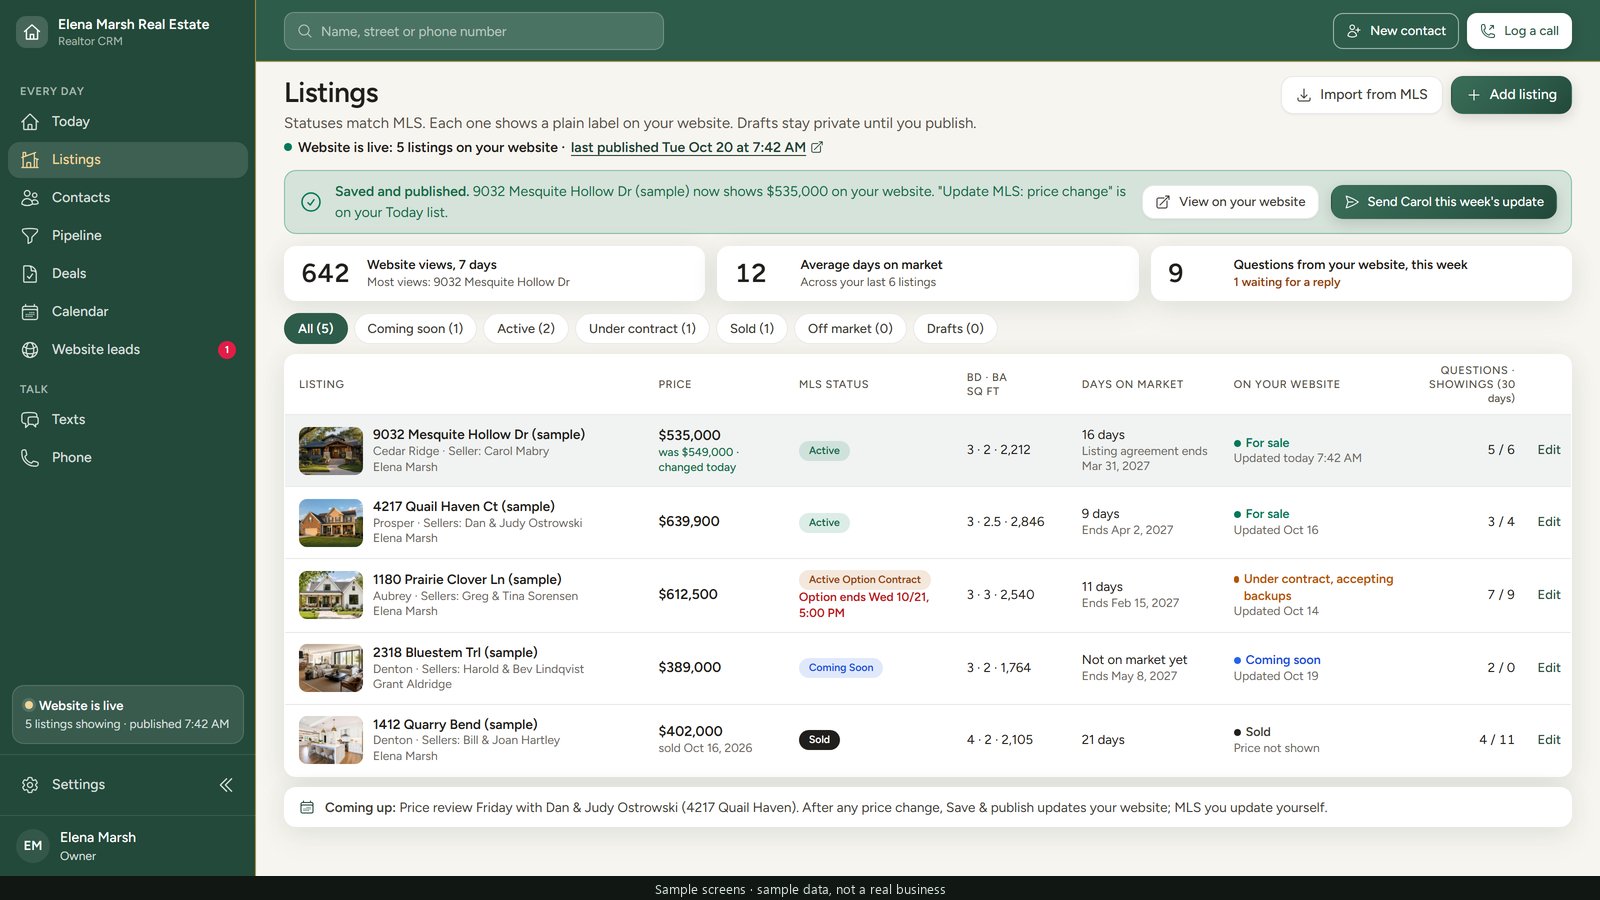 Elena Marsh Real Estate
Realtor CRM
Name, street or phone number
New contact
Log a call
EVERY DAY
Today
Listings
Contacts
Pipeline
Deals
Calendar
Website leads
1
TALK
Texts
Phone
Website is live
5 listings showing · published 7:42 AM
Settings
EM
Elena Marsh
Owner
Listings
Import from MLS
Add listing
Statuses match MLS. Each one shows a plain label on your website. Drafts stay private until you publish.
Website is live: 5 listings on your website · last published Tue Oct 20 at 7:42 AM
Saved and published. 9032 Mesquite Hollow Dr (sample) now shows $535,000 on your website. "Update MLS: price change" is
on your Today list.
View on your website
Send Carol this week's update
642
Website views, 7 days
Most views: 9032 Mesquite Hollow Dr
12
Average days on market
Across your last 6 listings
9
Questions from your website, this week
1 waiting for a reply
All (5)
Coming soon (1)
Active (2)
Under contract (1)
Sold (1)
Off market (0)
Drafts (0)
LISTING
PRICE
MLS STATUS
BD · BA
SQ FT
DAYS ON MARKET
ON YOUR WEBSITE
QUESTIONS ·
SHOWINGS (30
days)
9032 Mesquite Hollow Dr (sample)
Cedar Ridge · Seller: Carol Mabry
Elena Marsh
$535,000
was $549,000 ·
changed today
Active
3 · 2 · 2,212
16 days
Listing agreement ends
Mar 31, 2027
For sale
Updated today 7:42 AM
5 / 6
Edit
4217 Quail Haven Ct (sample)
Prosper · Sellers: Dan & Judy Ostrowski
Elena Marsh
$639,900
Active
3 · 2.5 · 2,846
9 days
Ends Apr 2, 2027
For sale
Updated Oct 16
3 / 4
Edit
1180 Prairie Clover Ln (sample)
Aubrey · Sellers: Greg & Tina Sorensen
Elena Marsh
$612,500
Active Option Contract
Option ends Wed 10/21,
5:00 PM
3 · 3 · 2,540
11 days
Ends Feb 15, 2027
Under contract, accepting
backups
Updated Oct 14
7 / 9
Edit
2318 Bluestem Trl (sample)
Denton · Sellers: Harold & Bev Lindqvist
Grant Aldridge
$389,000
Coming Soon
3 · 2 · 1,764
Not on market yet
Ends May 8, 2027
Coming soon
Updated Oct 19
2 / 0
Edit
1412 Quarry Bend (sample)
Denton · Sellers: Bill & Joan Hartley
Elena Marsh
$402,000
sold Oct 16, 2026
Sold
4 · 2 · 2,105
21 days
Sold
Price not shown
4 / 11
Edit
Coming up: Price review Friday with Dan & Judy Ostrowski (4217 Quail Haven). After any price change, Save & publish updates your website; MLS you update yourself.
Sample screens · sample data, not a real business